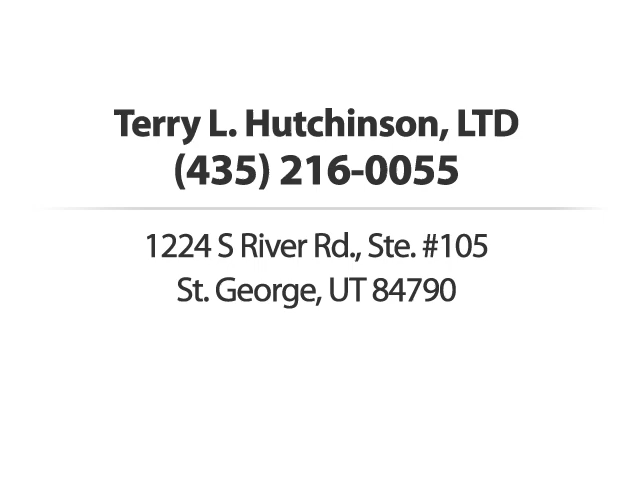 Terry L. Hutchinson, LTD
(435) 216-0055
1224 S River Rd., Ste. #105
St. George, UT 84790